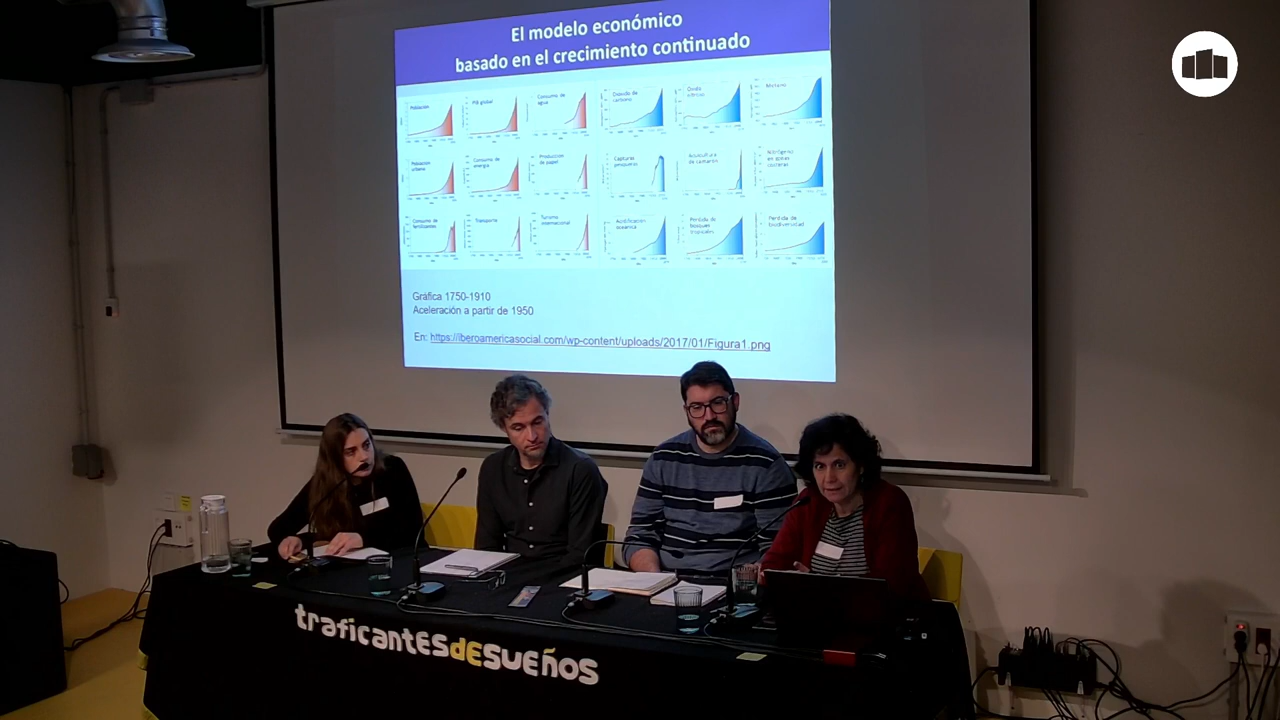 El modelo económico
basado en el crecimiento continuado
Población
PIB global
Consumo de
agua
Dióxido de
carbono
Óxido
nitroso
Metano
Población
urbana
Consumo de
energía
Producción
de papel
Capturas
pesqueras
Acuicultura
de camarón
Nitrógeno
en zonas
costeras
Consumo de
fertilizantes
Transporte
Turismo
internacional
Acidificación
oceánica
Pérdida de
bosques
tropicales
Pérdida de
biodiversidad
Gráfica 1750-1910
Aceleración a partir de 1950
En: https://iberoamericasocial.com/wp-content/uploads/2017/01/Figura1.png
traficantes de sueños